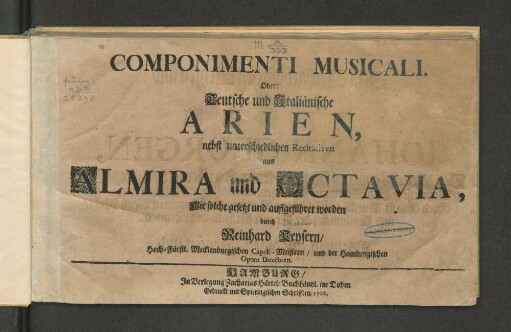 COMPONIMENTI MUSICALI.
Oder:
Teutsche und Italiänische
ARIEN,
nebst unterschiedlichen Recitativen
aus
ALMIRA und OCTAVIA,
Wie solche gesetzt und auffgeführet worden
durch
Reinhard Keysern/
Hoch-Fürstl. Mecklenburgischen Capell-Meistern/ und der Hamburgischen
Opera Directorn.
HAMBURG/
In Verlegung Zacharias Härtel/ Buchhändl. im Dohm
Gedruckt mit Spieringischen Schrifften/ 1706.